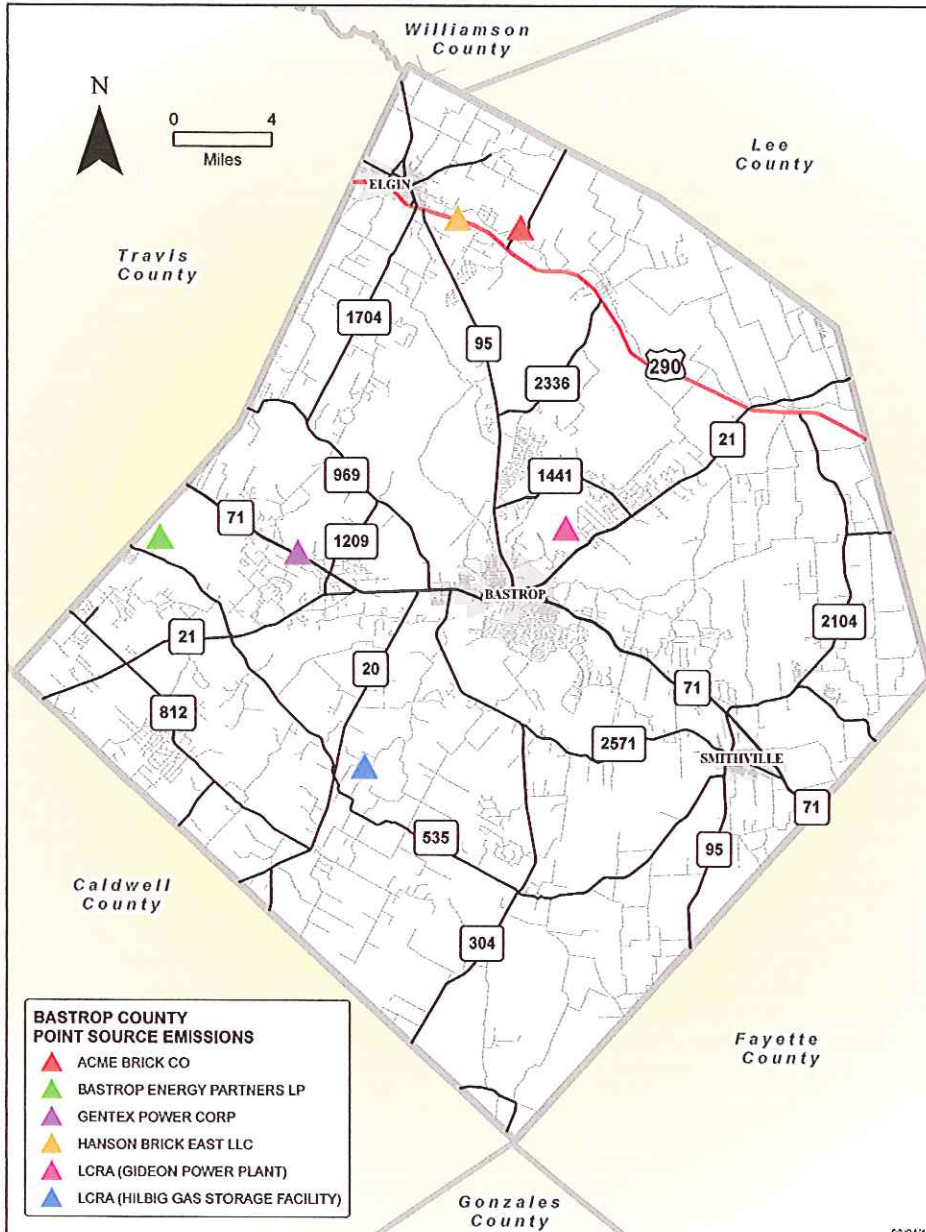 Williamson
County
N
0 4
Miles
Lee
County
ELGIN
Travis
County
1704
95
290
2336
21
969
1441
71
1209
BASTROP
2104
21
20
71
812
2571
SMITHVILLE
71
535
95
Caldwell
County
304
Fayette
County
BASTROP COUNTY
POINT SOURCE EMISSIONS
ACME BRICK CO
BASTROP ENERGY PARTNERS LP
GENTEX POWER CORP
HANSON BRICK EAST LLC
LCRA (GIDEON POWER PLANT)
LCRA (HILBIG GAS STORAGE FACILITY)
Gonzales
County